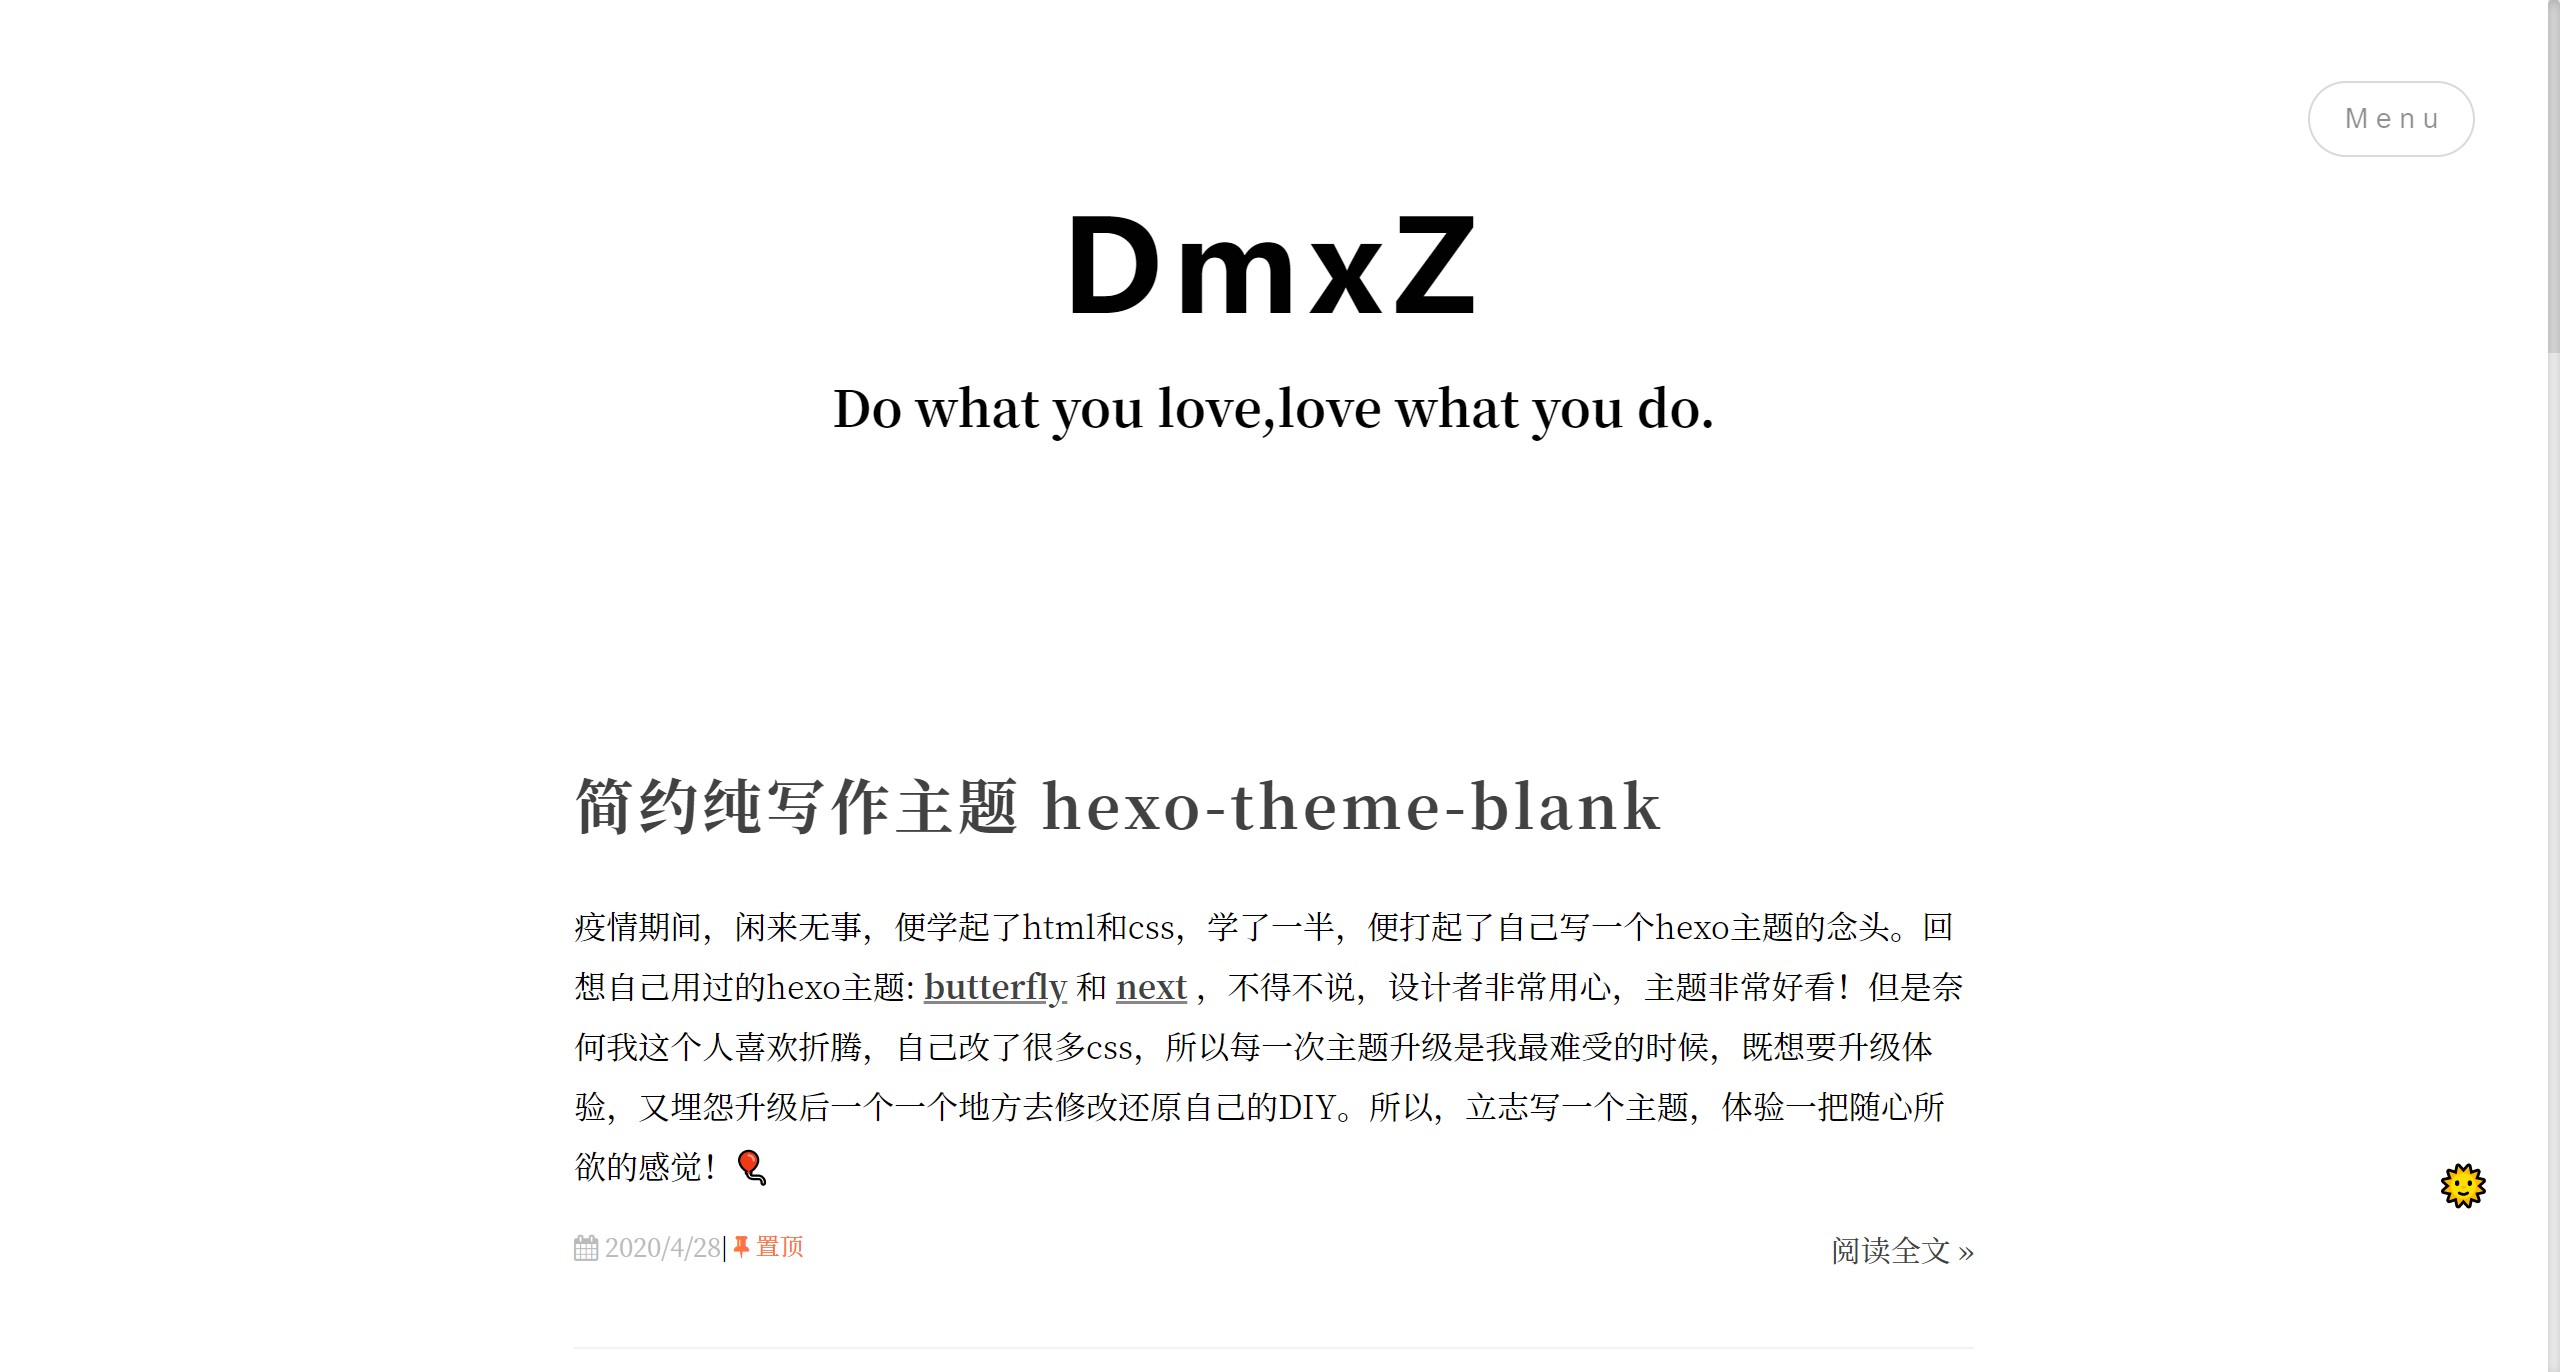 Menu
DmxZ
Do what you love,love what you do.
简约纯写作主题 hexo-theme-blank
疫情期间，闲来无事，便学起了html和css，学了一半，便打起了自己写一个hexo主题的念头。回
想自己用过的hexo主题: butterfly 和 next ，不得不说，设计者非常用心，主题非常好看！但是奈
何我这个人喜欢折腾，自己改了很多css，所以每一次主题升级是我最难受的时候，既想要升级体
验，又埋怨升级后一个一个地方去修改还原自己的DIY。所以，立志写一个主题，体验一把随心所
欲的感觉！🎈
2020/4/28| 置顶 阅读全文 »